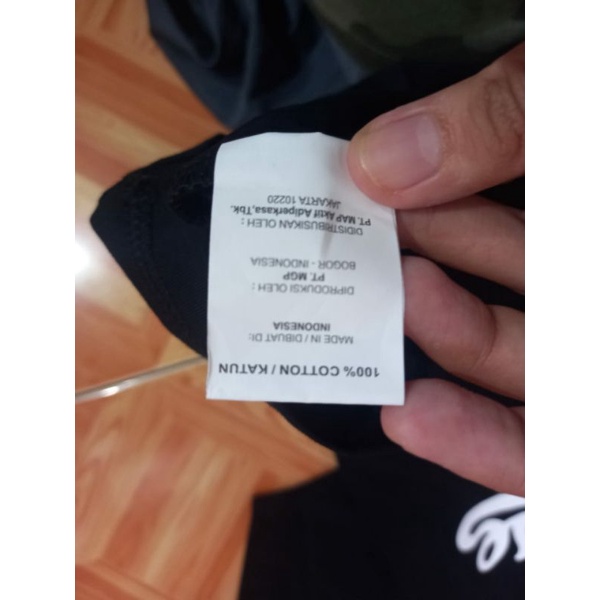 100% COTTON / KATUN
MADE IN / DIBUAT DI:
INDONESIA
DIPRODUKSI OLEH :
PT. MGP
BOGOR - INDONESIA
DIDISTRIBUSIKAN OLEH :
PT. MAP Aktif Adiperkasa,Tbk.
JAKARTA 10220